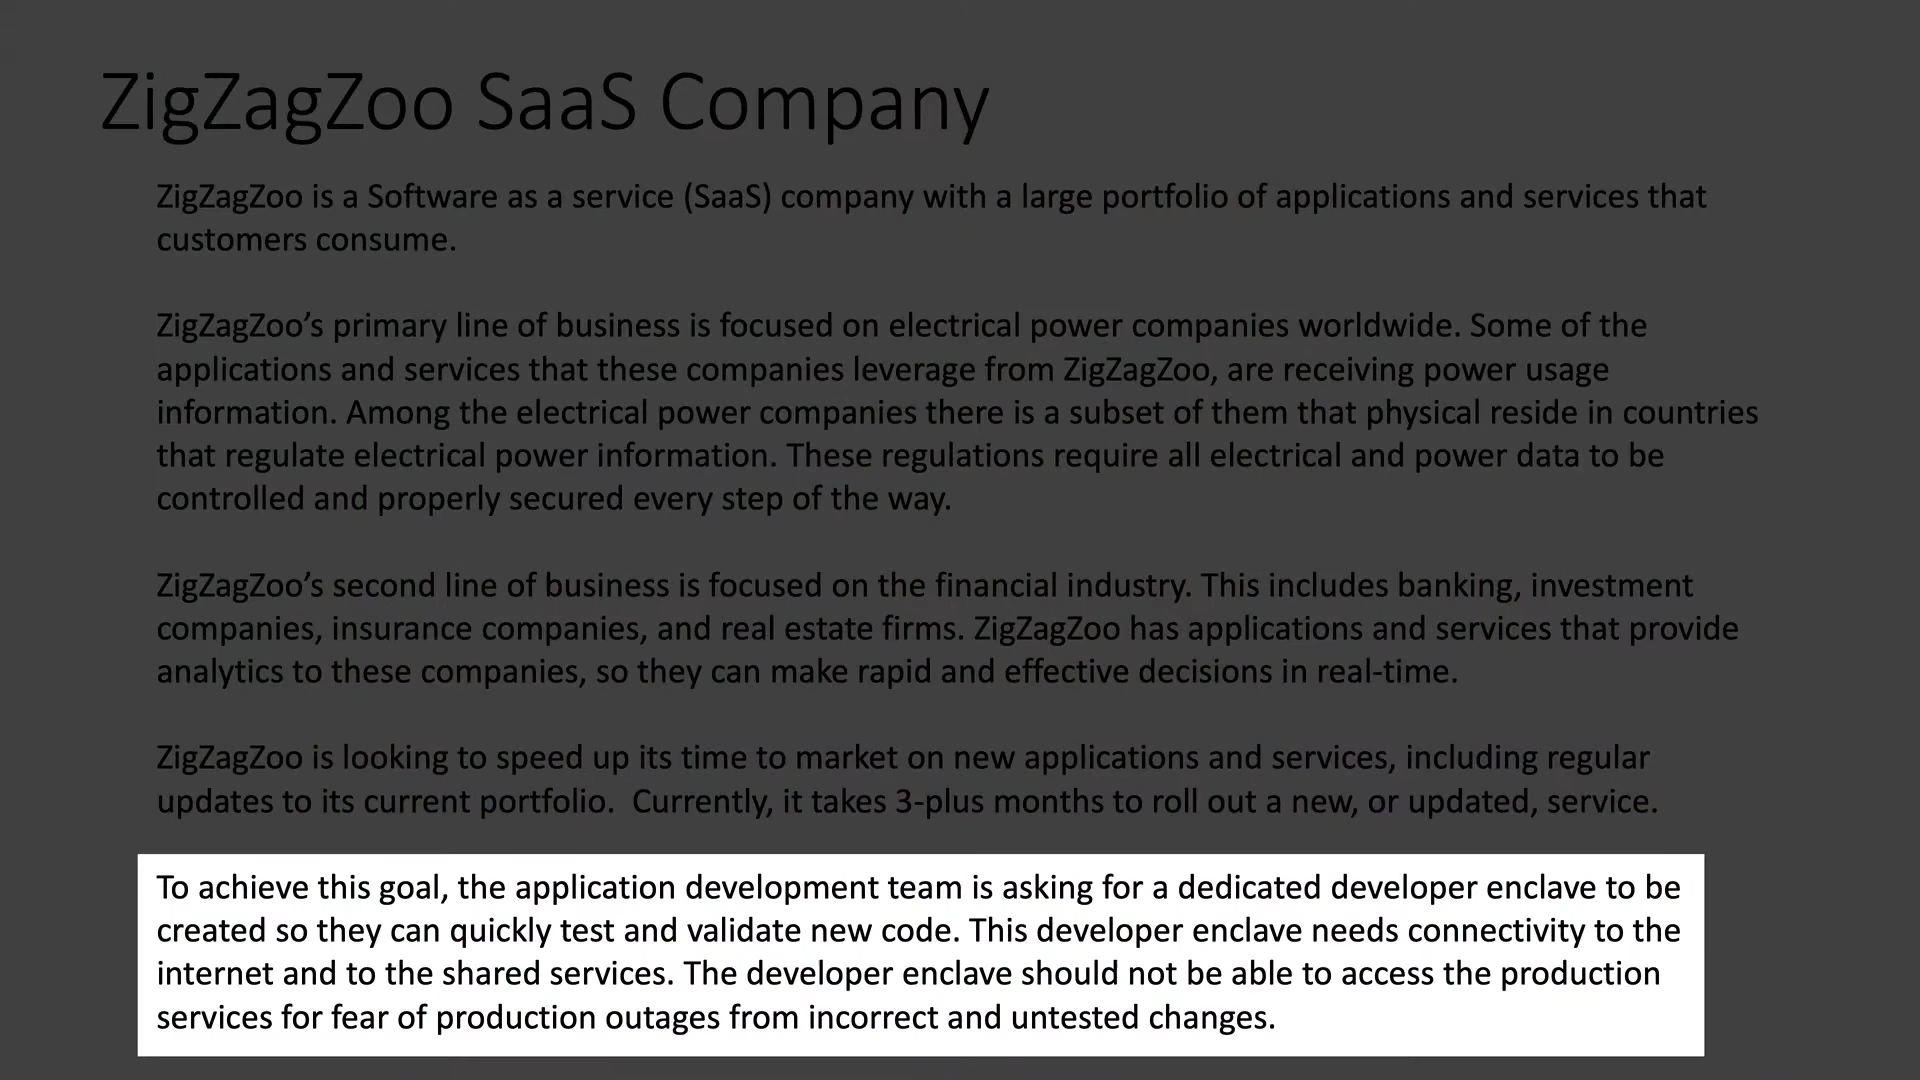 ZigZagZoo SaaS Company
ZigZagZoo is a Software as a service (SaaS) company with a large portfolio of applications and services that
customers consume.
ZigZagZoo’s primary line of business is focused on electrical power companies worldwide. Some of the
applications and services that these companies leverage from ZigZagZoo, are receiving power usage
information. Among the electrical power companies there is a subset of them that physical reside in countries
that regulate electrical power information. These regulations require all electrical and power data to be
controlled and properly secured every step of the way.
ZigZagZoo’s second line of business is focused on the financial industry. This includes banking, investment
companies, insurance companies, and real estate firms. ZigZagZoo has applications and services that provide
analytics to these companies, so they can make rapid and effective decisions in real-time.
ZigZagZoo is looking to speed up its time to market on new applications and services, including regular
updates to its current portfolio.  Currently, it takes 3-plus months to roll out a new, or updated, service.
To achieve this goal, the application development team is asking for a dedicated developer enclave to be
created so they can quickly test and validate new code. This developer enclave needs connectivity to the
internet and to the shared services. The developer enclave should not be able to access the production
services for fear of production outages from incorrect and untested changes.